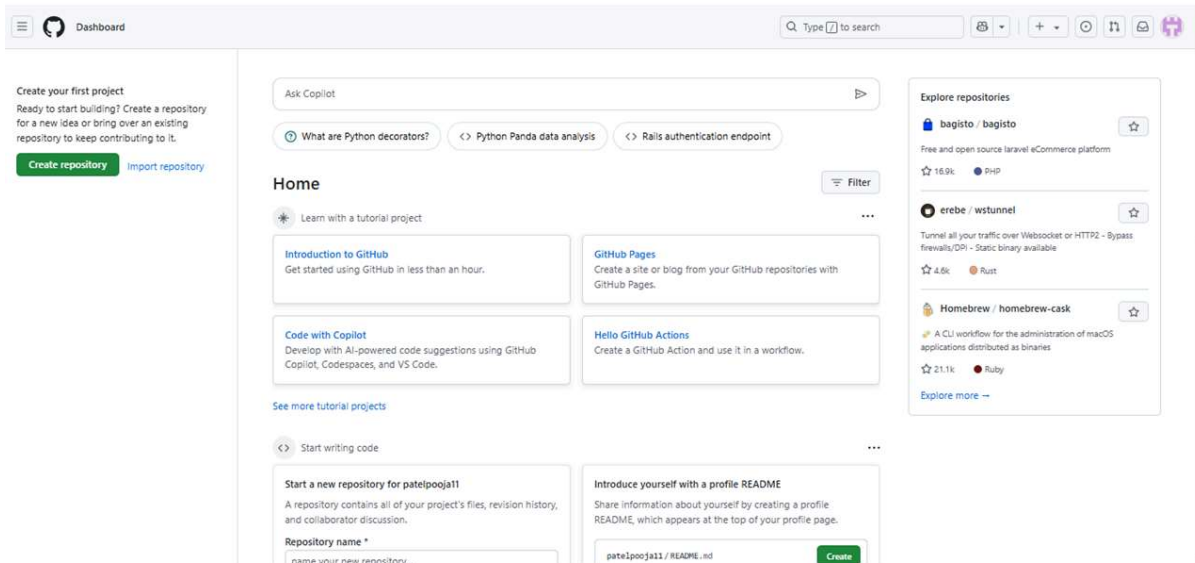 Dashboard
Type / to search
Create your first project
Ready to start building? Create a repository
for a new idea or bring over an existing
repository to keep contributing to it.
Create repository
Import repository
Ask Copilot
What are Python decorators?
Python Panda data analysis
Rails authentication endpoint
Home
Filter
Learn with a tutorial project
Introduction to GitHub
Get started using GitHub in less than an hour.
GitHub Pages
Create a site or blog from your GitHub repositories with
GitHub Pages.
Code with Copilot
Develop with AI-powered code suggestions using GitHub
Copilot, Codespaces, and VS Code.
Hello GitHub Actions
Create a GitHub Action and use it in a workflow.
See more tutorial projects
Start writing code
Start a new repository for patelpooja11
A repository contains all of your project's files, revision history,
and collaborator discussion.
Repository name *
name your new repository...
Introduce yourself with a profile README
Share information about yourself by creating a profile
README, which appears at the top of your profile page.
patelpooja11 / README.md
Create
Explore repositories
bagisto / bagisto
Free and open source laravel eCommerce platform
16.9k
PHP
erebe / wstunnel
Tunnel all your traffic over Websocket or HTTP2 - Bypass
firewalls/DPI - Static binary available
4.6k
Rust
Homebrew / homebrew-cask
A CLI workflow for the administration of macOS
applications distributed as binaries
21.1k
Ruby
Explore more →